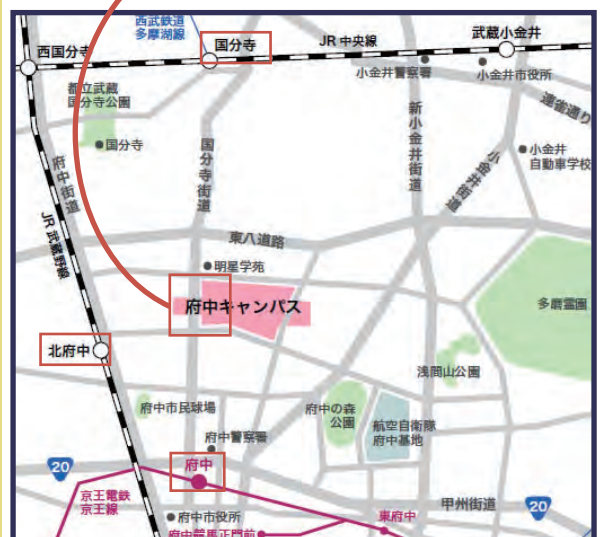 西武鉄道
多摩湖線
国分寺
JR 中央線
武蔵小金井
西国分寺
小金井警察署
小金井市役所
都立武蔵
国分寺公園
連雀通り
国分寺
国分寺街道
新小金井街道
小金井街道
小金井
自動車学校
府中街道
JR 武蔵野線
東八道路
明星学苑
府中キャンパス
多磨霊園
北府中
浅間山公園
府中市民球場
府中の森
公園
航空自衛隊
府中基地
府中警察署
20
府中
京王電鉄
京王線
甲州街道
20
府中市役所
東府中
府中競馬正門前